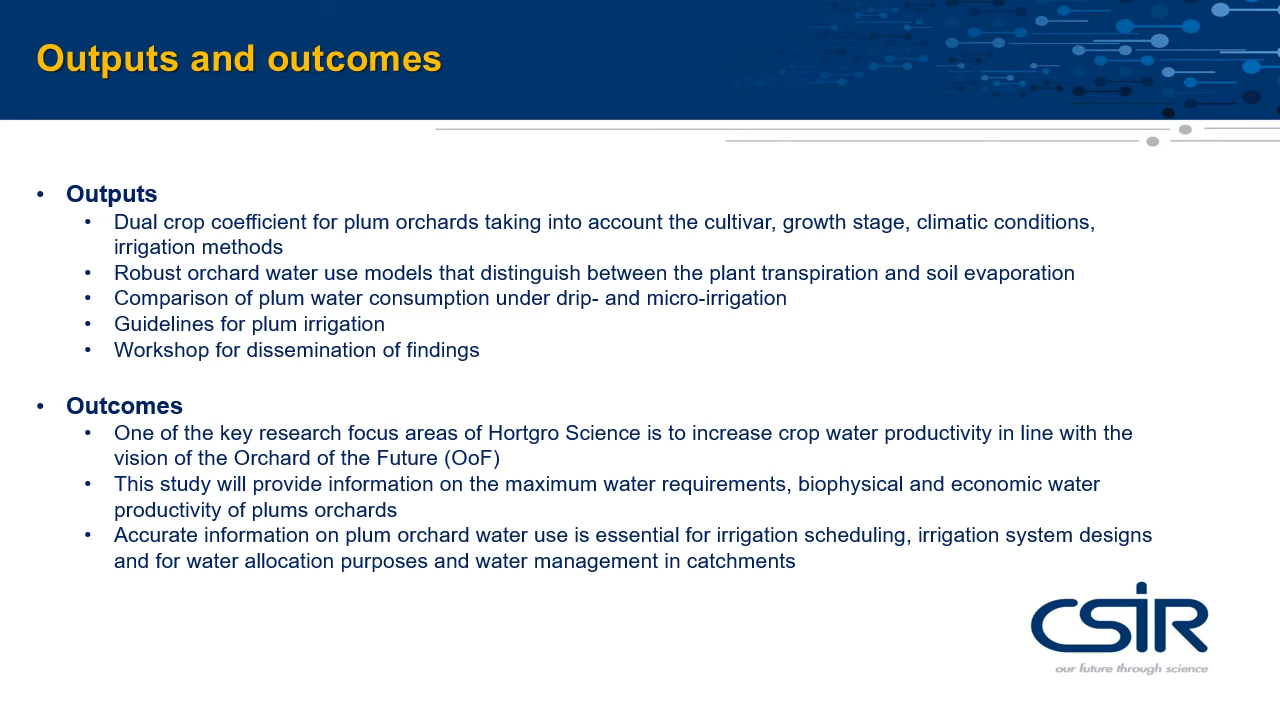 Outputs and outcomes
• Outputs
• Dual crop coefficient for plum orchards taking into account the cultivar, growth stage, climatic conditions,
irrigation methods
• Robust orchard water use models that distinguish between the plant transpiration and soil evaporation
• Comparison of plum water consumption under drip- and micro-irrigation
• Guidelines for plum irrigation
• Workshop for dissemination of findings
• Outcomes
• One of the key research focus areas of Hortgro Science is to increase crop water productivity in line with the
vision of the Orchard of the Future (OoF)
• This study will provide information on the maximum water requirements, biophysical and economic water
productivity of plums orchards
• Accurate information on plum orchard water use is essential for irrigation scheduling, irrigation system designs
and for water allocation purposes and water management in catchments
CSIR
our future through science